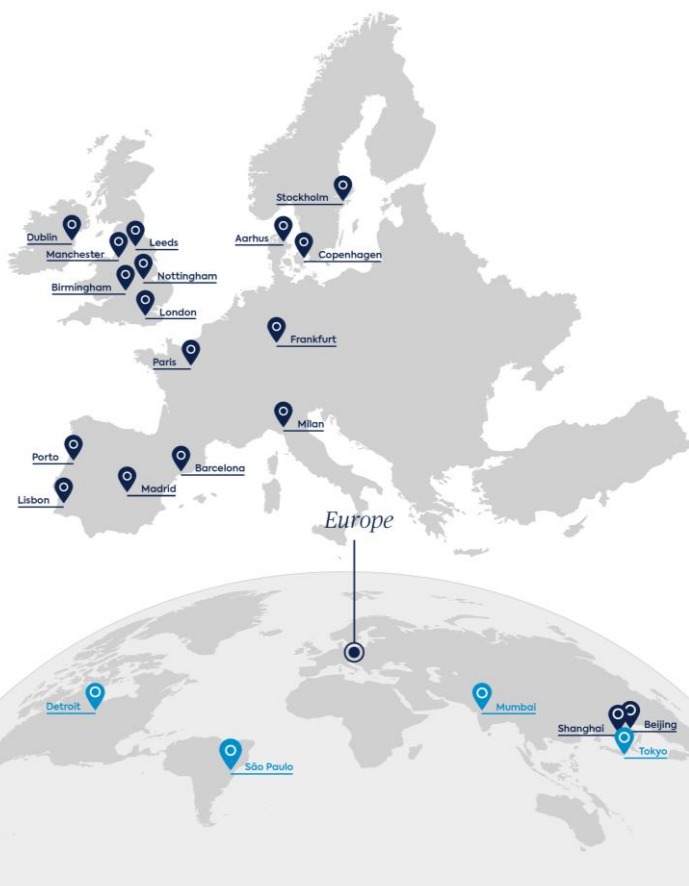 Stockholm
Dublin
Leeds
Aarhus
Manchester
Copenhagen
Nottingham
Birmingham
London
Frankfurt
Paris
Milan
Porto
Barcelona
Madrid
Lisbon
Europe
Detroit
Mumbai
Shanghai
Beijing
Tokyo
São Paulo